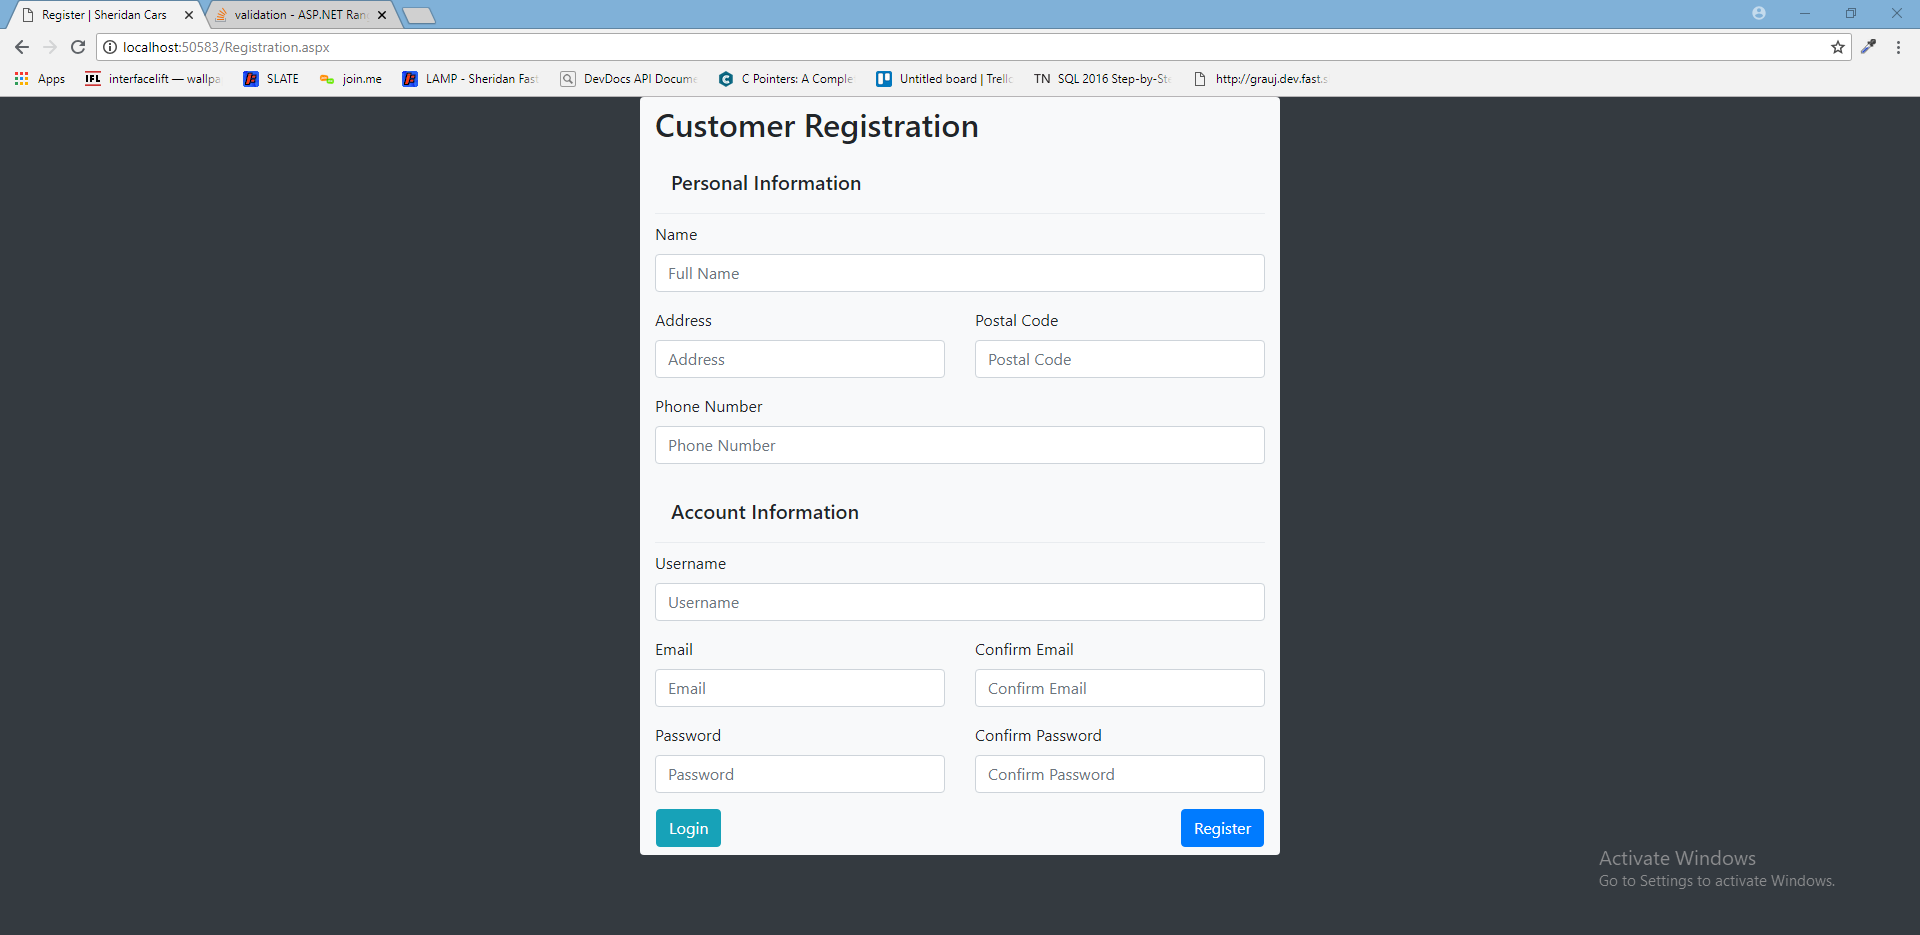 Register | Sheridan Cars
validation - ASP.NET Ran
localhost:50583/Registration.aspx
Apps
IFL interfacelift — wallpa
SLATE
join.me
LAMP - Sheridan Fast
DevDocs API Docume
C Pointers: A Comple
Untitled board | Trello
TN SQL 2016 Step-by-St
http://grauj.dev.fast.s
Customer Registration
Personal Information
Name
Full Name
Address Postal Code
Address Postal Code
Phone Number
Phone Number
Account Information
Username
Username
Email Confirm Email
Email Confirm Email
Password Confirm Password
Password Confirm Password
Login Register
Activate Windows
Go to Settings to activate Windows.